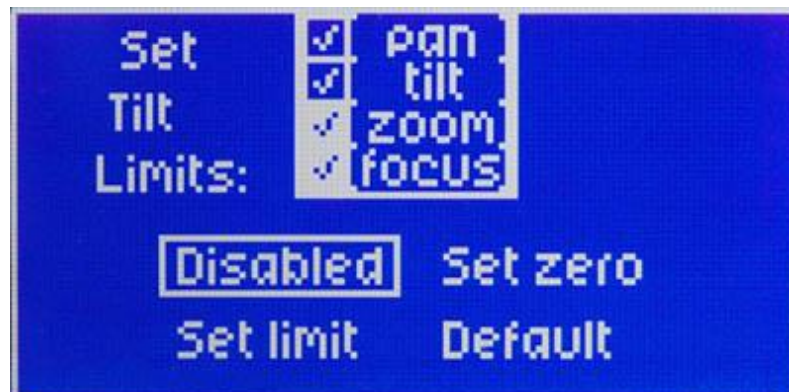 Set
Tilt
Limits:
pan
tilt
zoom
focus
Disabled Set zero
Set limit Default